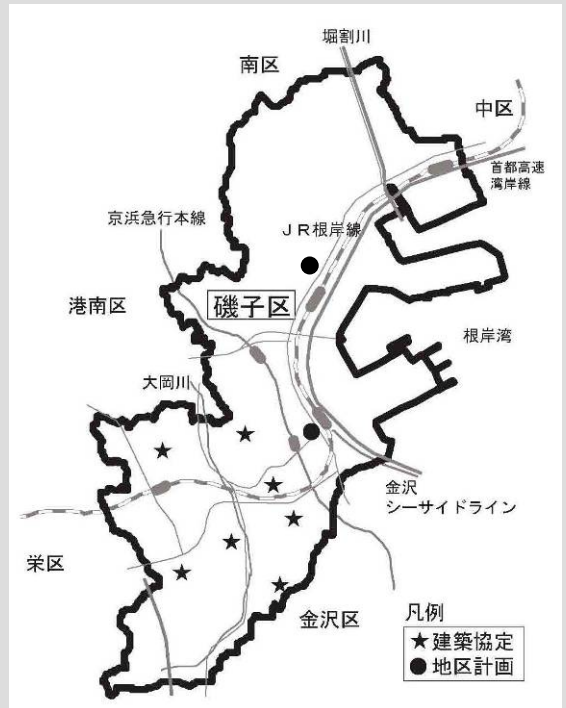 堀割川
南区
中区
首都高速
湾岸線
京浜急行本線
ＪＲ根岸線
港南区
磯子区
根岸湾
大岡川
金沢
シーサイドライン
栄区
金沢区
凡例
★建築協定
●地区計画